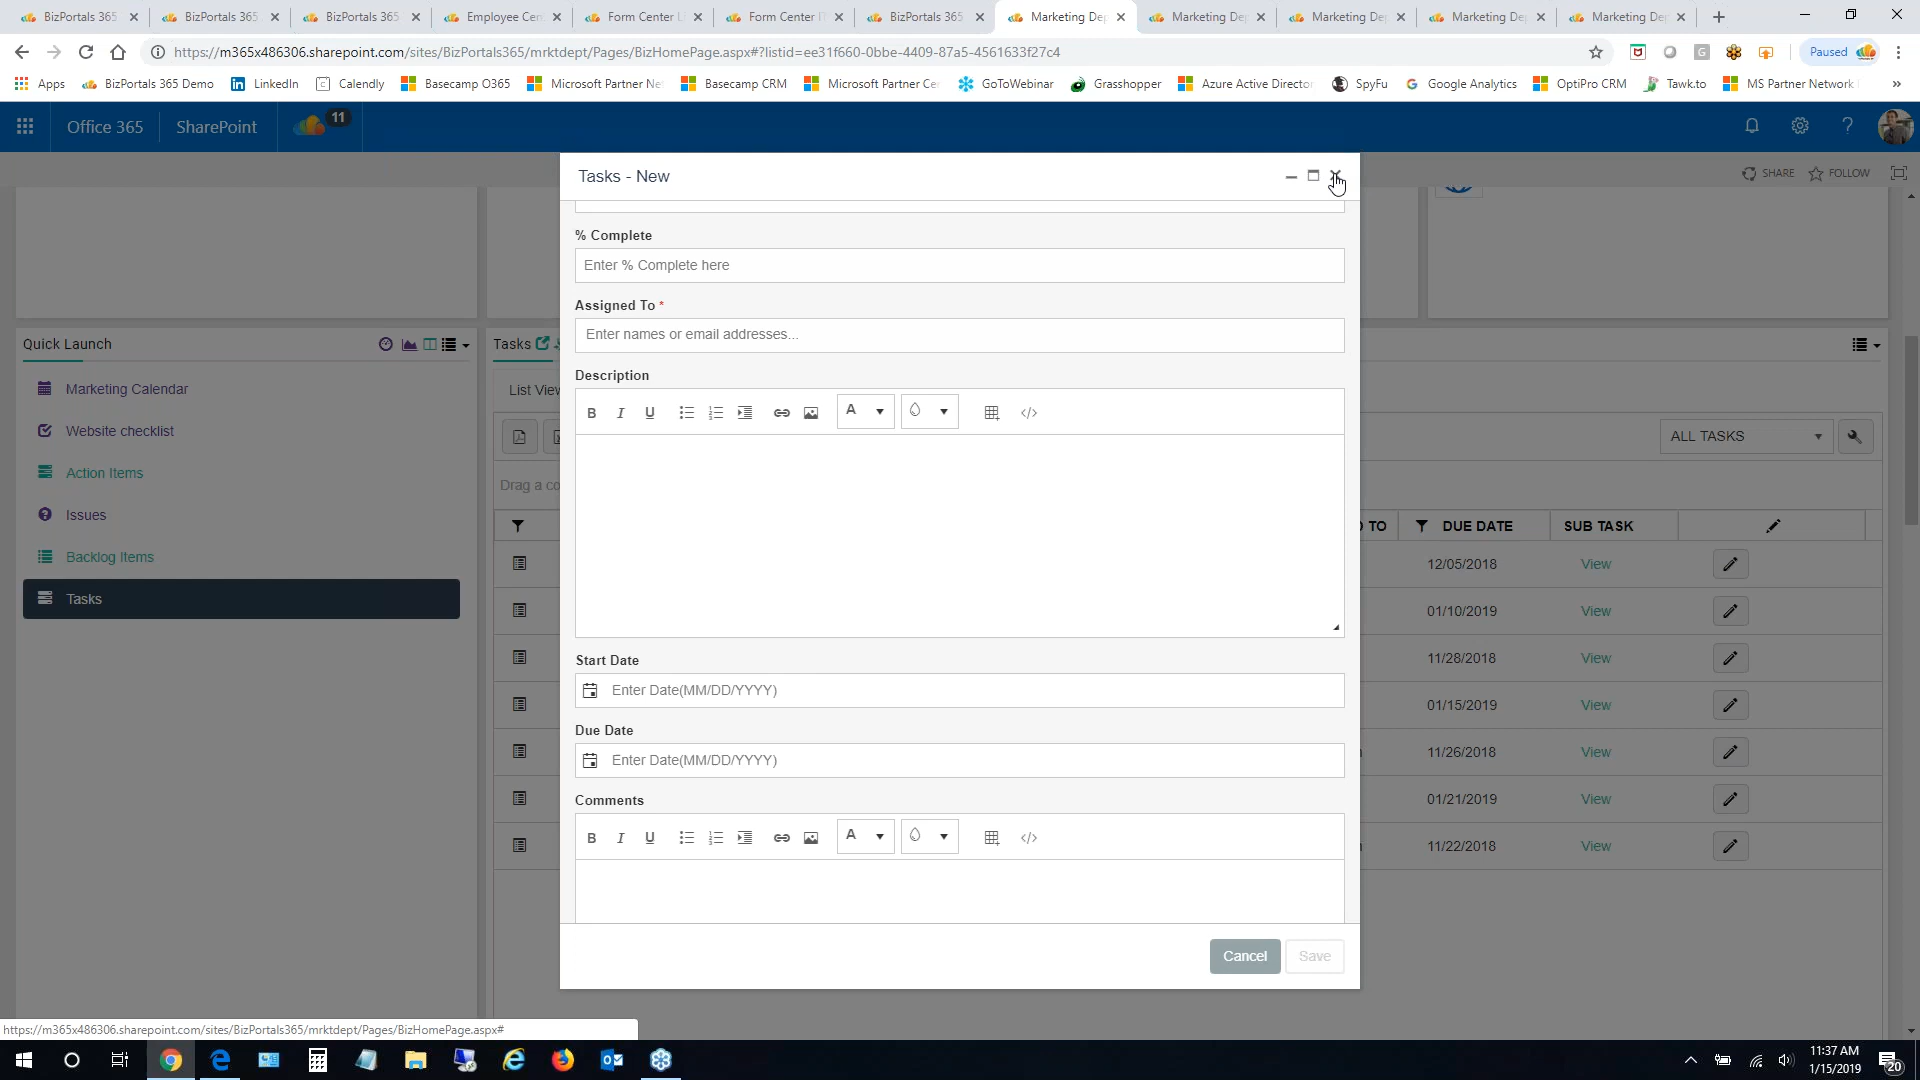 BizPortals 365
BizPortals 365
BizPortals 365
Employee Cen
Form Center L
Form Center IT
BizPortals 365
Marketing Dep
Marketing Dep
Marketing Dep
Marketing Dep
Marketing Dep
https://m365x486306.sharepoint.com/sites/BizPortals365/mrktdept/Pages/BizHomePage.aspx#?listid=ee31f660-0bbe-4409-87a5-4561633f27c4
Paused
Apps
BizPortals 365 Demo
LinkedIn
Calendly
Basecamp O365
Microsoft Partner Ne
Basecamp CRM
Microsoft Partner Ce
GoToWebinar
Grasshopper
Azure Active Director
SpyFu
Google Analytics
OptiPro CRM
Tawk.to
MS Partner Network
»
Office 365
SharePoint
11
?
SHARE
FOLLOW
Tasks - New
% Complete
Enter % Complete here
Assigned To *
Enter names or email addresses...
Description
B I U A </>
Start Date
Enter Date(MM/DD/YYYY)
Due Date
Enter Date(MM/DD/YYYY)
Comments
B I U A </>
Cancel
Save
Quick Launch
Marketing Calendar
Website checklist
Action Items
Issues
Backlog Items
Tasks
Tasks
List View
ALL TASKS
Drag a co
TO
DUE DATE
SUB TASK
12/05/2018
View
01/10/2019
View
11/28/2018
View
01/15/2019
View
11/26/2018
View
01/21/2019
View
11/22/2018
View
https://m365x486306.sharepoint.com/sites/BizPortals365/mrktdept/Pages/BizHomePage.aspx#
11:37 AM
1/15/2019
20